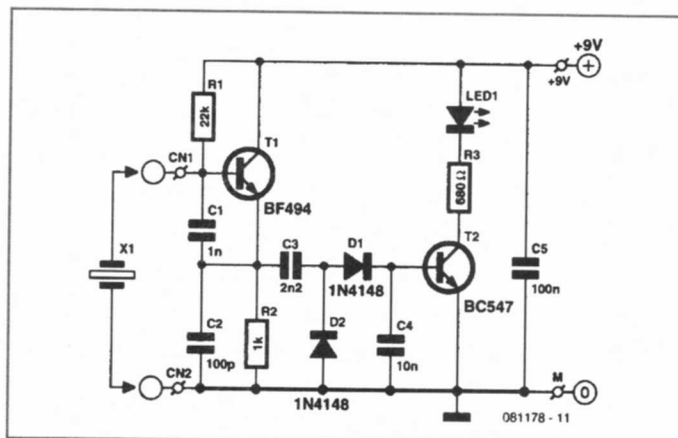 +9V
+9V
R1
22k
LED1
CN1
T1
R3
680 Ω
BF494
C1
1n
T2
X1
C3
2n2
D1
1N4148
BC547
C5
100n
C2
100p
R2
1k
D2
C4
10n
CN2
M
0
1N4148
081178 - 11